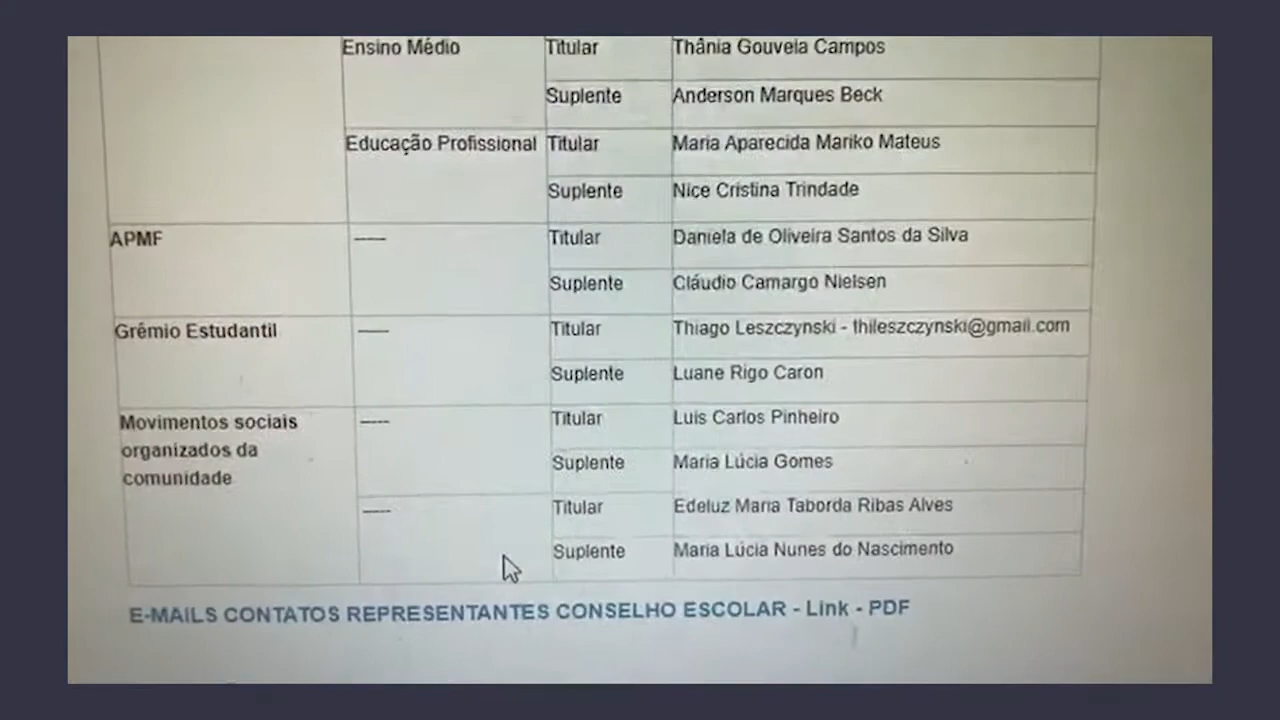 Ensino Médio Titular Thânia Gouveia Campos
Suplente Anderson Marques Beck
Educação Profissional Titular Maria Aparecida Mariko Mateus
Suplente Nice Cristina Trindade
APMF ---- Titular Daniela de Oliveira Santos da Silva
Suplente Cláudio Camargo Nielsen
Grêmio Estudantil ---- Titular Thiago Leszczynski - thileszczynski@gmail.com
Suplente Luane Rigo Caron
Movimentos sociais ---- Titular Luis Carlos Pinheiro
organizados da
comunidade
Suplente Maria Lúcia Gomes
---- Titular Edeluz Maria Taborda Ribas Alves
Suplente Maria Lúcia Nunes do Nascimento
E-MAILS CONTATOS REPRESENTANTES CONSELHO ESCOLAR - Link - PDF